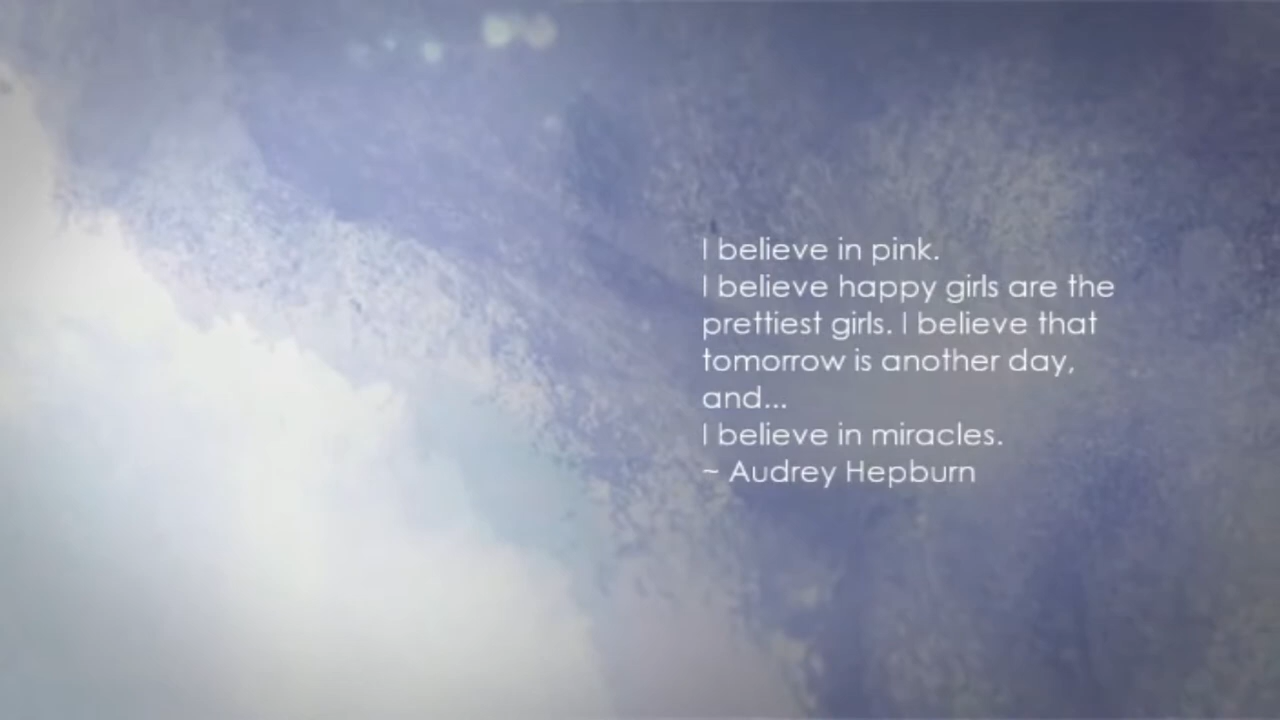 I believe in pink.
I believe happy girls are the
prettiest girls. I believe that
tomorrow is another day,
and...
I believe in miracles.
~ Audrey Hepburn